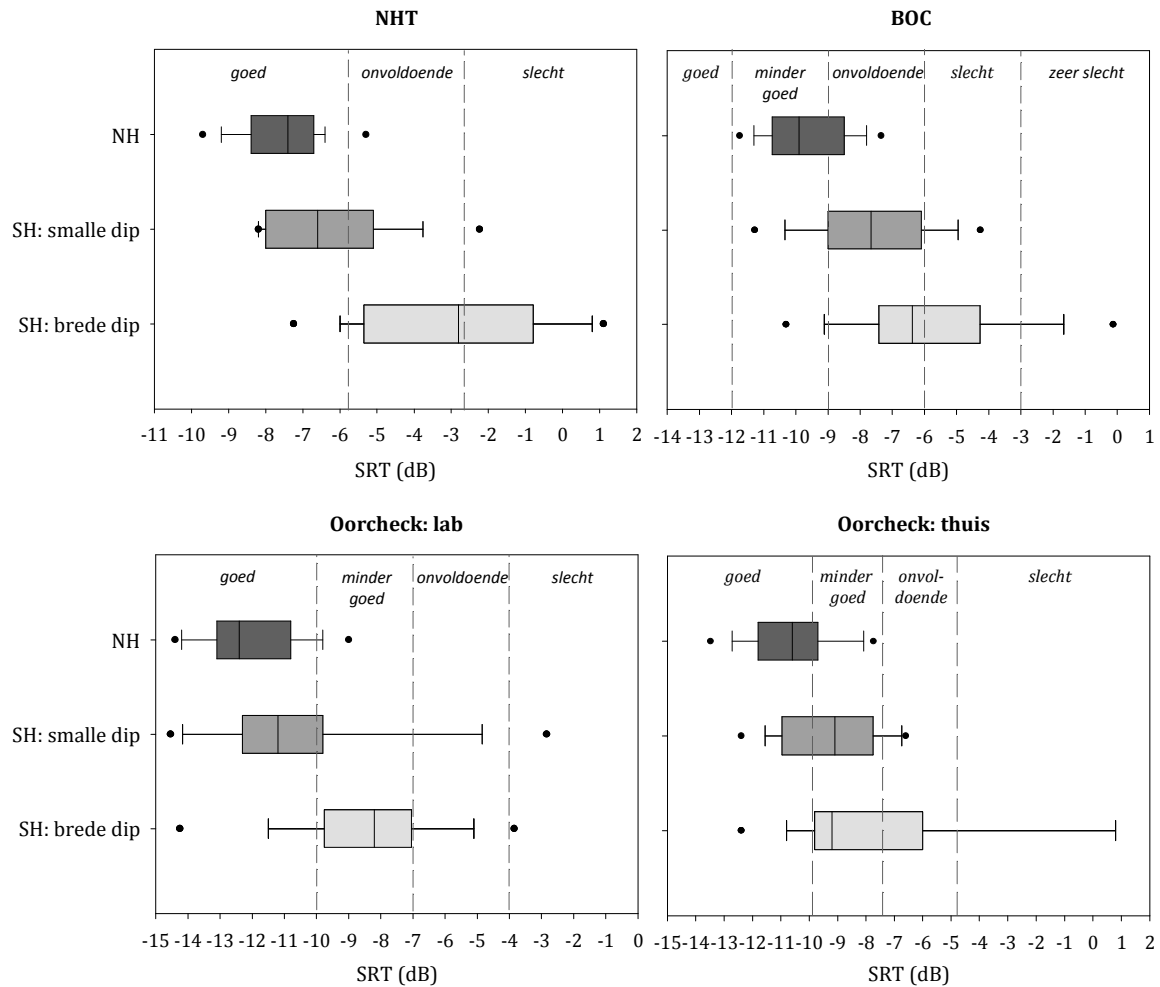 NHT
goed onvoldoende slecht
NH
SH: smalle dip
SH: brede dip
-11 -10 -9 -8 -7 -6 -5 -4 -3 -2 -1 0 1 2
SRT (dB)
BOC
goed minder onvoldoende slecht zeer slecht
goed
-14 -13 -12 -11 -10 -9 -8 -7 -6 -5 -4 -3 -2 -1 0 1
SRT (dB)
Oorcheck: lab
goed minder onvoldoende slecht
goed
NH
SH: smalle dip
SH: brede dip
-15 -14 -13 -12 -11 -10 -9 -8 -7 -6 -5 -4 -3 -2 -1 0
SRT (dB)
Oorcheck: thuis
goed minder onvol- slecht
goed doende
-15 -14 -13 -12 -11 -10 -9 -8 -7 -6 -5 -4 -3 -2 -1 0 1 2
SRT (dB)